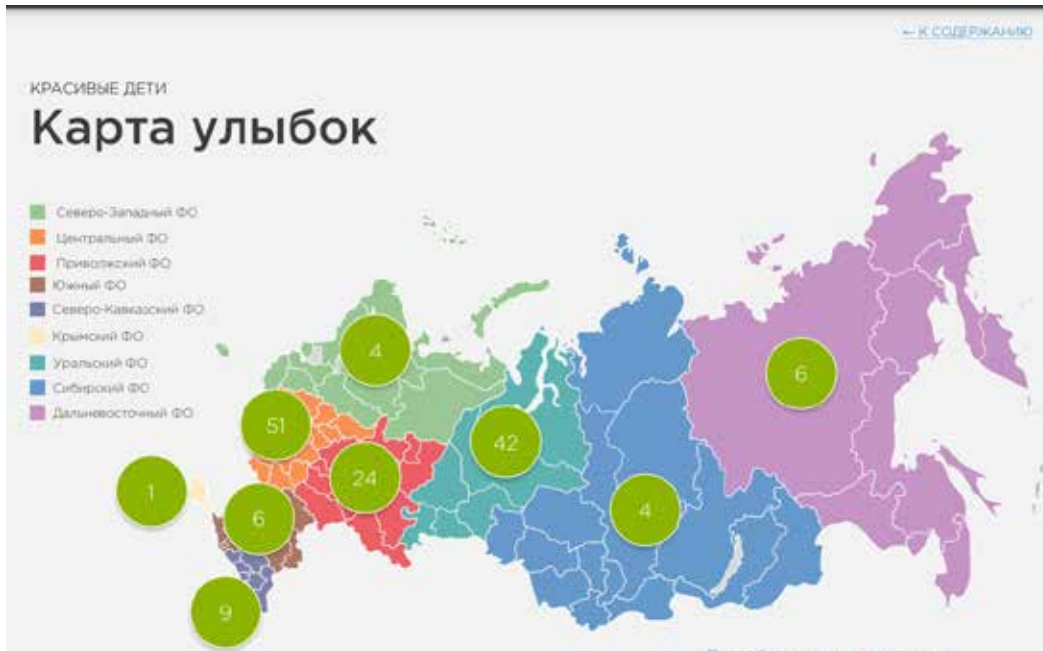 ← К СОДЕРЖАНИЮ
КРАСИВЫЕ ДЕТИ
Карта улыбок
Северо-Западный ФО
Центральный ФО
Приволжский ФО
Южный ФО
Северо-Кавказский ФО
Крымский ФО
Уральский ФО
Сибирский ФО
Дальневосточный ФО
4
6
51
42
24
1
6
4
9